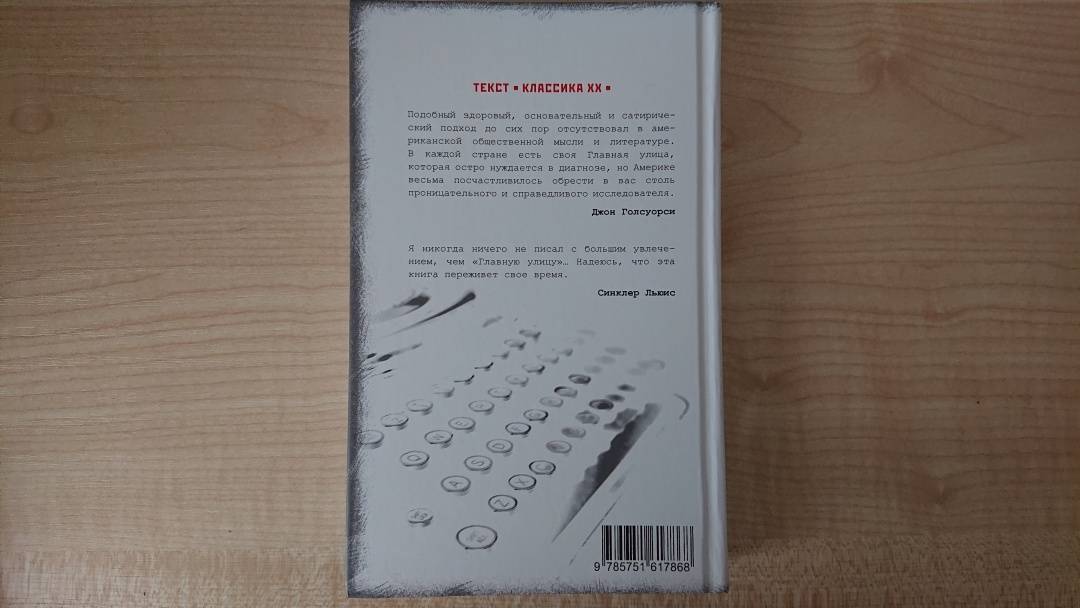 ТЕКСТ ▪ КЛАССИКА XX ▪
Подобный здоровый, основательный и сатириче-
ский подход до сих пор отсутствовал в аме-
риканской общественной мысли и литературе.
В каждой стране есть своя Главная улица,
которая остро нуждается в диагнозе, но Америке
весьма посчастливилось обрести в вас столь
проницательного и справедливого исследователя.
Джон Голсуорси
Я никогда ничего не писал с большим увлече-
нием, чем «Главную улицу»… Надеюсь, что эта
книга переживет свое время.
Синклер Льюис
A S D
Z X C
9 785751 617868